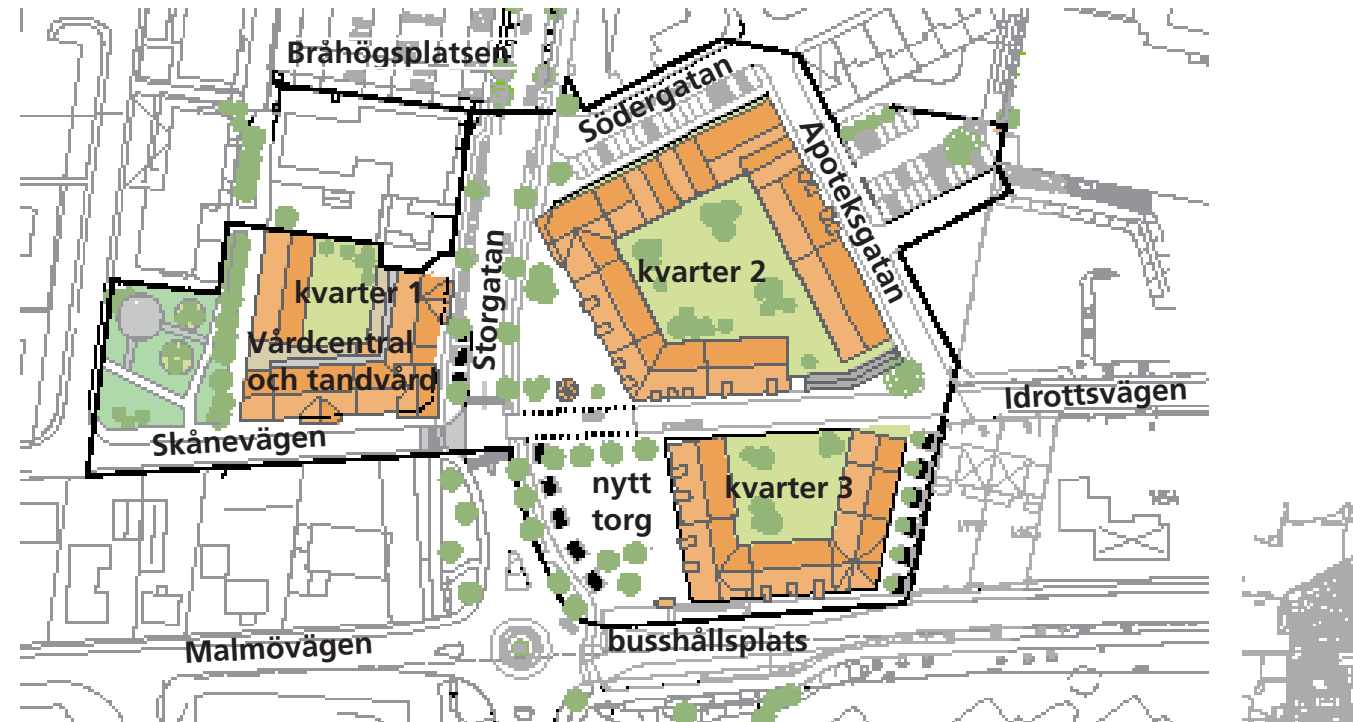 Bråhögsplatsen
Södergatan
Apoteksgatan
kvarter 2
Storgatan
kvarter 1
Vårdcentral
och tandvård
Idrottsvägen
Skånevägen
nytt
torg
kvarter 3
Malmövägen
busshållsplats